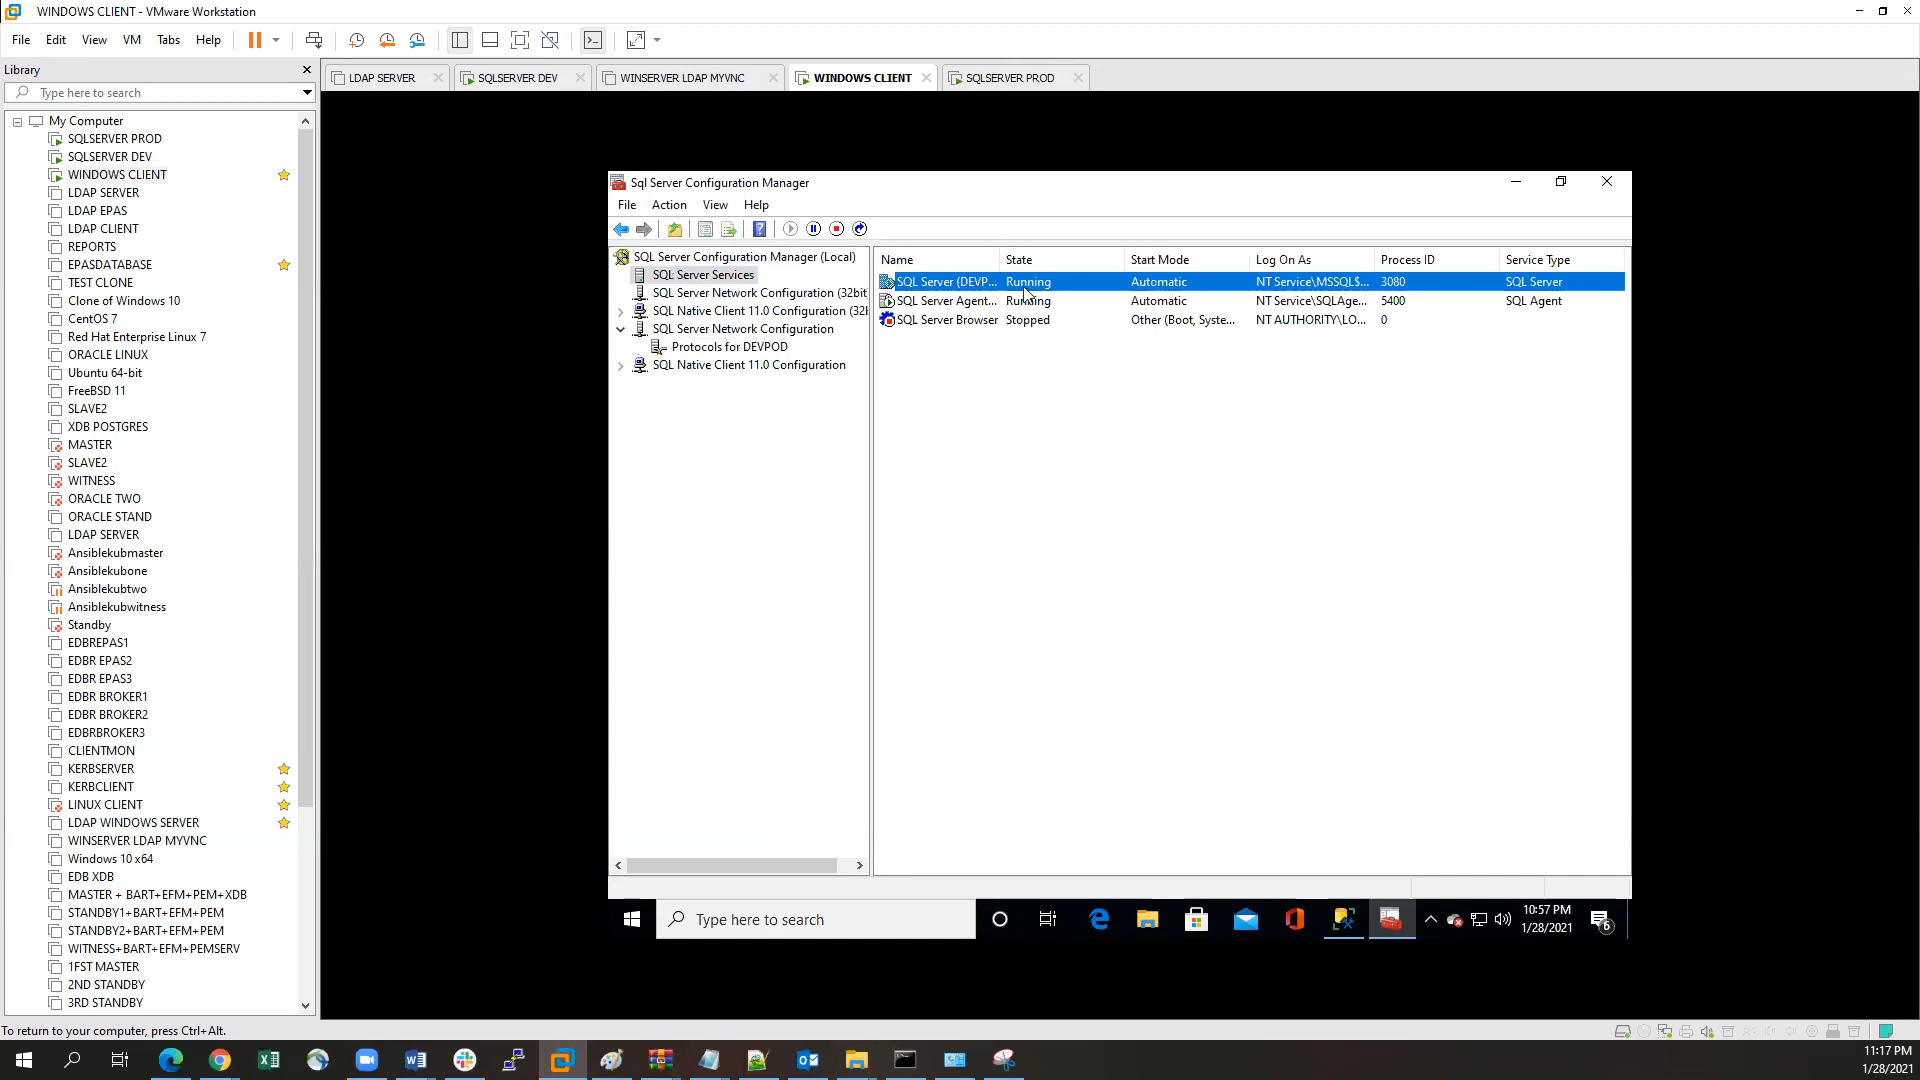 WINDOWS CLIENT - VMware Workstation
File Edit View VM Tabs Help
Library
Type here to search
LDAP SERVER
SQLSERVER DEV
WINSERVER LDAP MYVNC
WINDOWS CLIENT
SQLSERVER PROD
My Computer
SQLSERVER PROD
SQLSERVER DEV
WINDOWS CLIENT
LDAP SERVER
LDAP EPAS
LDAP CLIENT
REPORTS
EPASDATABASE
TEST CLONE
Clone of Windows 10
CentOS 7
Red Hat Enterprise Linux 7
ORACLE LINUX
Ubuntu 64-bit
FreeBSD 11
SLAVE2
XDB POSTGRES
MASTER
SLAVE2
WITNESS
ORACLE TWO
ORACLE STAND
LDAP SERVER
Ansiblekubmaster
Ansiblekubone
Ansiblekubtwo
Ansiblekubwitness
Standby
EDBREPAS1
EDBR EPAS2
EDBR EPAS3
EDBR BROKER1
EDBR BROKER2
EDBRBROKER3
CLIENTMON
KERBSERVER
KERBCLIENT
LINUX CLIENT
LDAP WINDOWS SERVER
WINSERVER LDAP MYVNC
Windows 10 x64
EDB XDB
MASTER + BART+EFM+PEM+XDB
STANDBY1+BART+EFM+PEM
STANDBY2+BART+EFM+PEM
WITNESS+BART+EFM+PEMSERV
1FST MASTER
2ND STANDBY
3RD STANDBY
Sql Server Configuration Manager
File Action View Help
SQL Server Configuration Manager (Local)
SQL Server Services
SQL Server Network Configuration (32bit
SQL Native Client 11.0 Configuration (32b
SQL Server Network Configuration
Protocols for DEVPOD
SQL Native Client 11.0 Configuration
Name State Start Mode Log On As Process ID Service Type
SQL Server (DEVP... Running Automatic NT Service\MSSQL$... 3080 SQL Server
SQL Server Agent... Running Automatic NT Service\SQLAge... 5400 SQL Agent
SQL Server Browser Stopped Other (Boot, Syste... NT AUTHORITY\LO... 0
Type here to search
10:57 PM
1/28/2021
6
To return to your computer, press Ctrl+Alt.
11:17 PM
1/28/2021